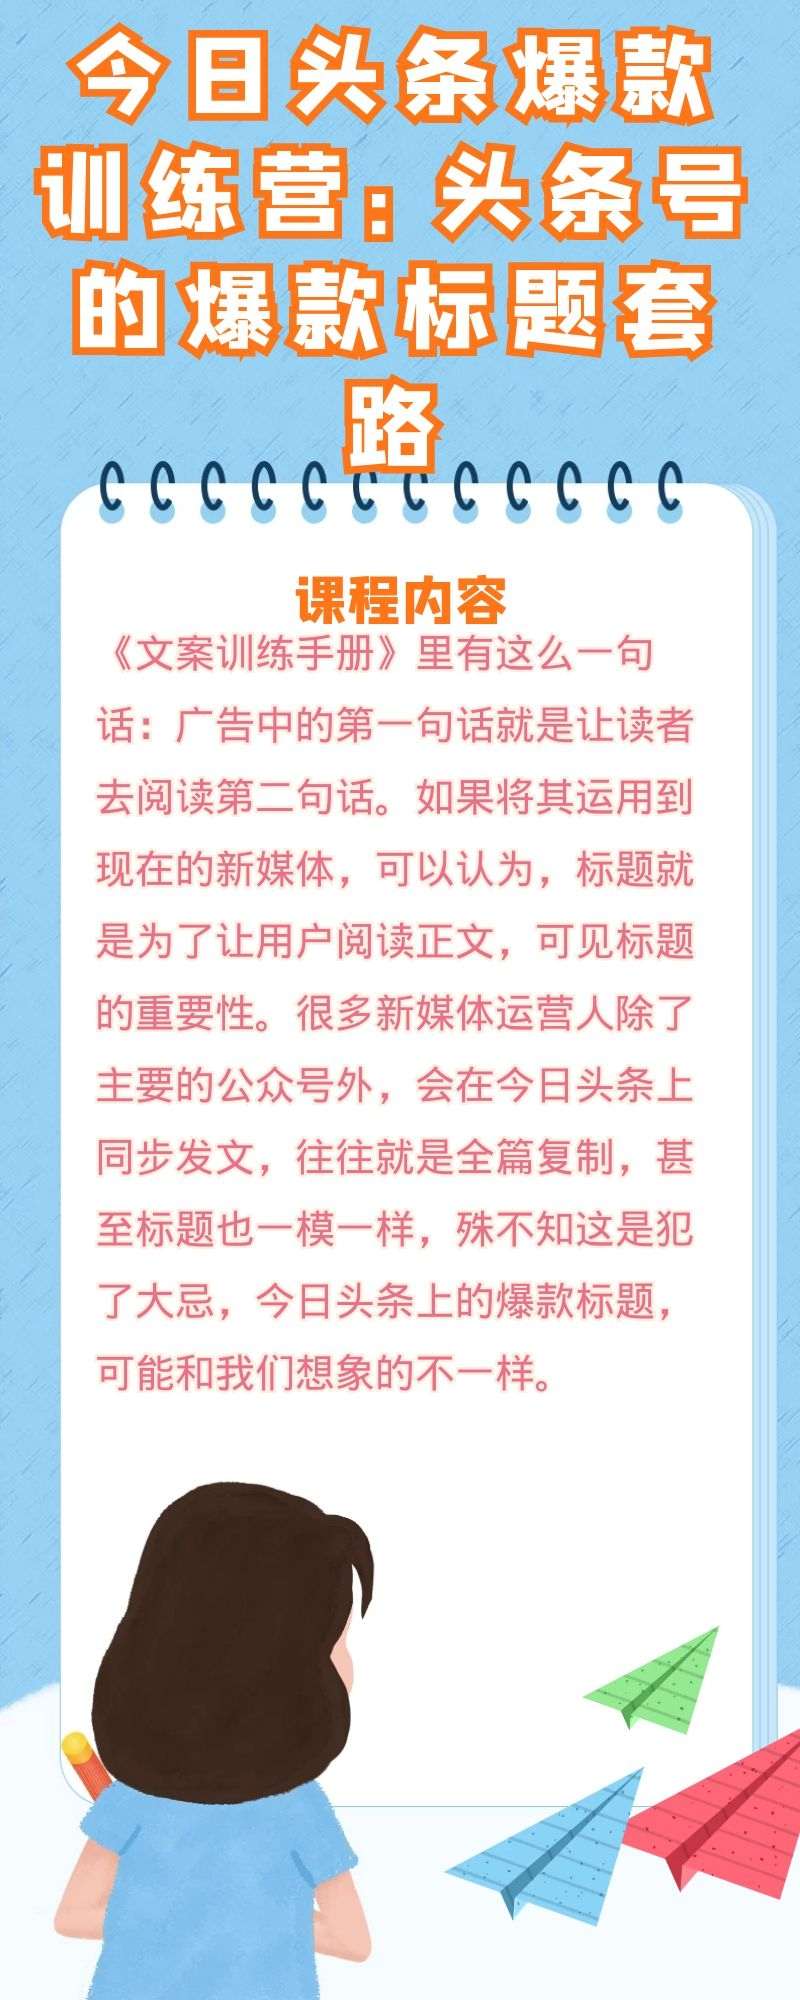 今日头条爆款
训练营：头条号
的爆款标题套
路
课程内容
《文案训练手册》里有这么一句
话：广告中的第一句话就是让读者
去阅读第二句话。如果将其运用到
现在的新媒体，可以认为，标题就
是为了让用户阅读正文，可见标题
的重要性。很多新媒体运营人除了
主要的公众号外，会在今日头条上
同步发文，往往就是全篇复制，甚
至标题也一模一样，殊不知这是犯
了大忌，今日头条上的爆款标题，
可能和我们想象的不一样。